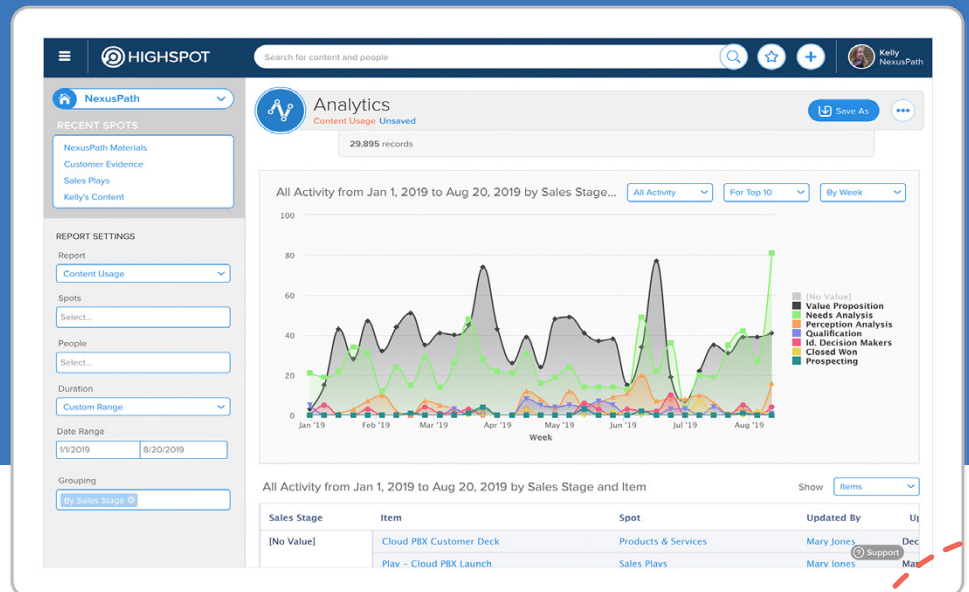 HIGHSPOT
Search for content and people
Kelly
NexusPath
NexusPath
RECENT SPOTS
NexusPath Materials
Customer Evidence
Sales Plays
Kelly's Content
REPORT SETTINGS
Report
Content Usage
Spots
Select...
People
Select...
Duration
Custom Range
Date Range
1/1/2019 8/20/2019
Grouping
By Sales Stage
Analytics
Content Usage Unsaved
Save As
29,895 records
All Activity from Jan 1, 2019 to Aug 20, 2019 by Sales Stage...
All Activity For Top 10 By Week
100
80
60
40
20
0
Jan '19 Feb '19 Mar '19 Apr '19 May '19 Jun '19 Jul '19 Aug '19
Week
[No Value]
Value Proposition
Needs Analysis
Perception Analysis
Qualification
Id. Decision Makers
Closed Won
Prospecting
All Activity from Jan 1, 2019 to Aug 20, 2019 by Sales Stage and Item
Show Items
Sales Stage Item Spot Updated By
[No Value] Cloud PBX Customer Deck Products & Services Mary Jones Dec
Support
Play – Cloud PBX Launch Sales Plays Mary Jones